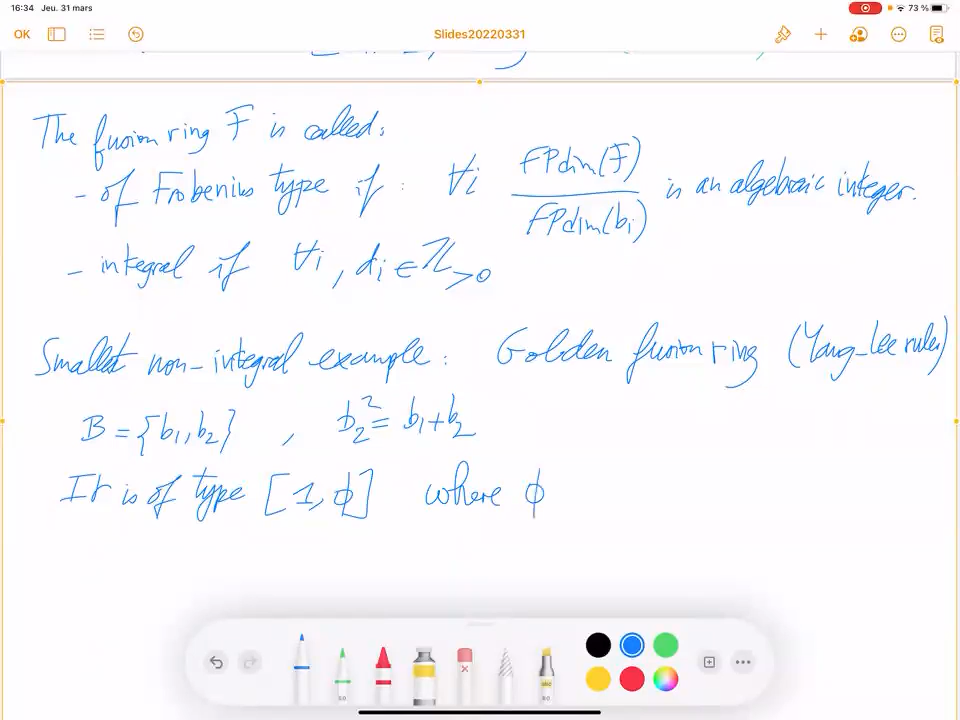 16:34 Jeu. 31 mars
73 %
OK
Slides20220331
The fusion ring F is called:
- of Frobenius type if : ∀i FPdim(F) / FPdim(bi) is an algebraic integer.
- integral if ∀i, di ∈ ℤ>0
Smallest non-integral example: Golden fusion ring (Yang-Lee rules)
B = {b1, b2} , b2² = b1 + b2
It is of type [1, ϕ] where ϕ